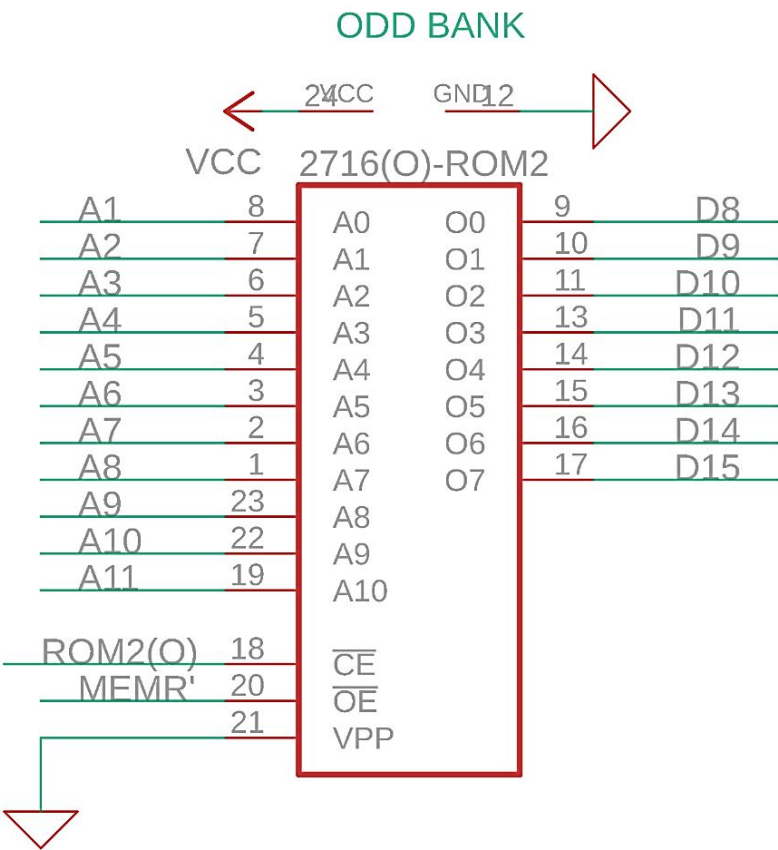 ODD BANK
24 VCC GND 12
VCC 2716(O)-ROM2
A1 8 A0 O0 9 D8
A2 7 A1 O1 10 D9
A3 6 A2 O2 11 D10
A4 5 A3 O3 13 D11
A5 4 A4 O4 14 D12
A6 3 A5 O5 15 D13
A7 2 A6 O6 16 D14
A8 1 A7 O7 17 D15
A9 23 A8
A10 22 A9
A11 19 A10
ROM2(O) 18 CE
MEMR' 20 OE
21 VPP